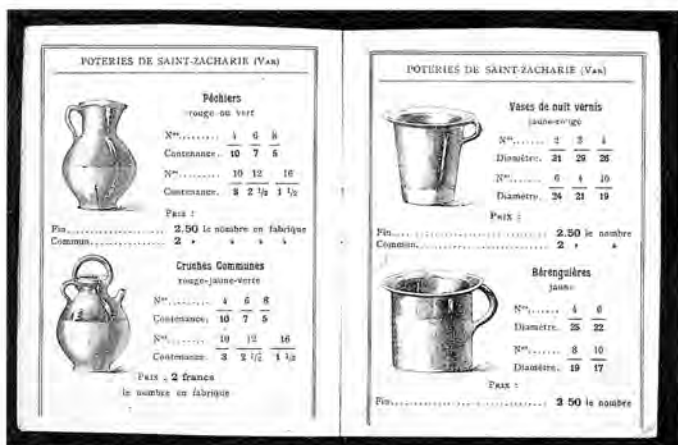 POTERIES DE SAINT-ZACHARIE (VAR)
Péchiers
rouge ou vert
Nos......... 4 6 8
Contenance.. 10 7 5
Nos......... 10 12 16
Contenance. 3 2 1/2 1 1/2
PRIX :
Fin........ 2.50 le nombre en fabrique
Commun........ 2 » » »
Cruches Communes
rouge-jaune-verte
Nos......... 4 6 8
Contenance. 10 7 5
Nos......... 10 12 16
Contenance. 3 2 1/2 1 1/2
PRIX : 2 francs
le nombre en fabrique
POTERIES DE SAINT-ZACHARIE (VAR)
Vases de nuit vernis
jaune-rouge
Nos....... 2 3 4
Diamètre. 31 29 26
Nos....... 6 10
Diamètre. 24 21 19
PRIX :
Fin........ 2.50 le nombre
Commun........ 2 » »
Bérenguières
jaune
Nos....... 4 6
Diamètre. 25 22
Nos....... 8 10
Diamètre. 19 17
PRIX :
Fin........ 2 50 le nombre